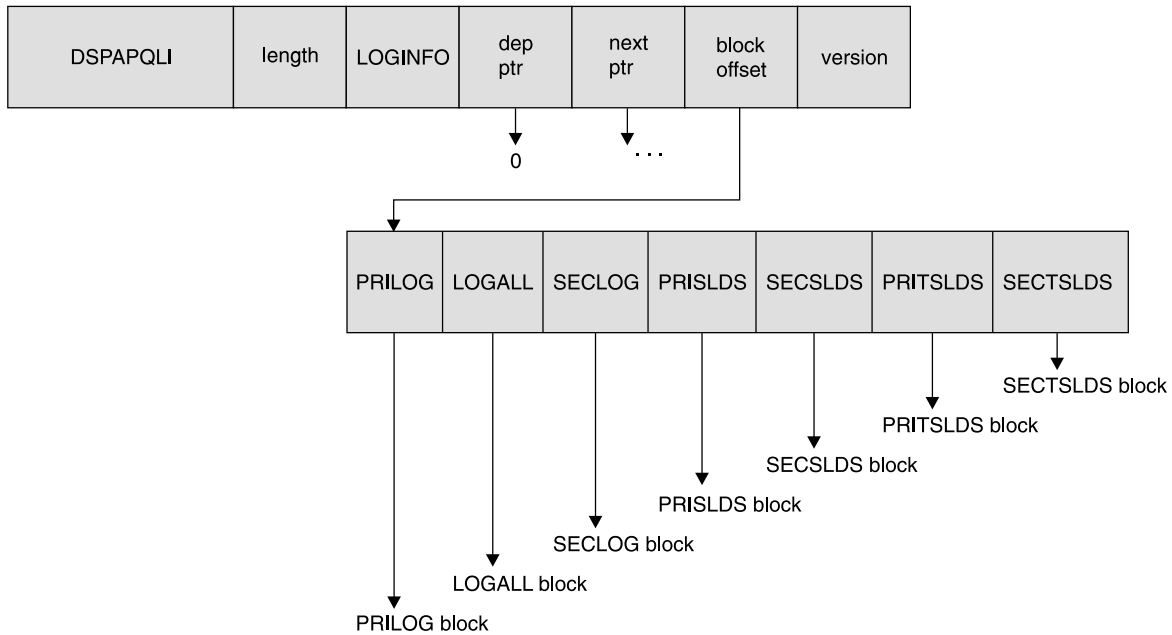 DSPAPQLI
length
LOGINFO
dep
ptr
next
ptr
block
offset
version
0
...
PRILOG
LOGALL
SECLOG
PRISLDS
SECSLDS
PRITSLDS
SECTSLDS
SECTSLDS block
PRITSLDS block
SECSLDS block
PRISLDS block
SECLOG block
LOGALL block
PRILOG block